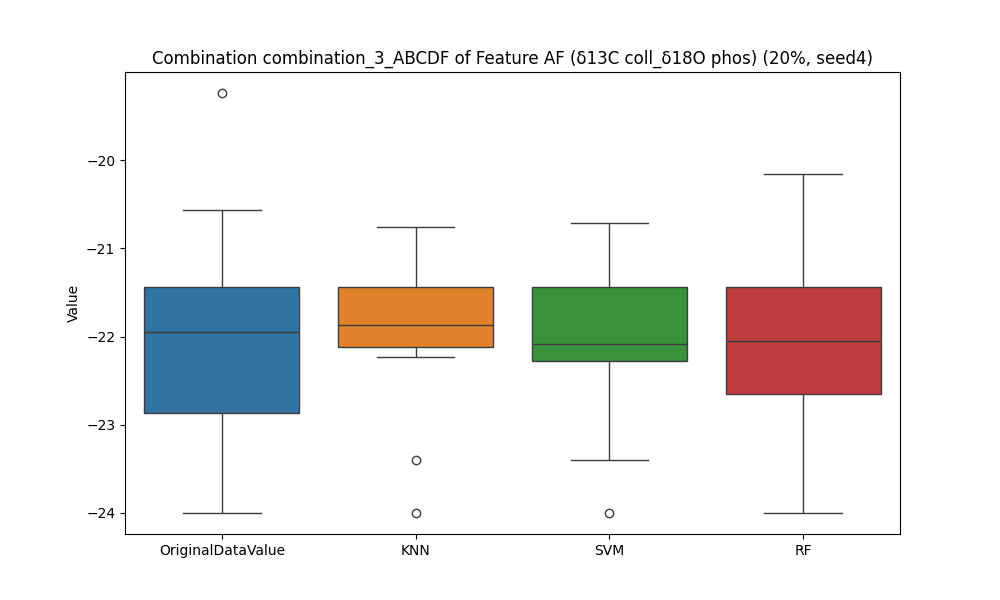 Combination combination_3_ABCDF of Feature AF (δ13C coll_δ18O phos) (20%, seed4)
Value
−20
−21
−22
−23
−24
OriginalDataValue
KNN
SVM
RF